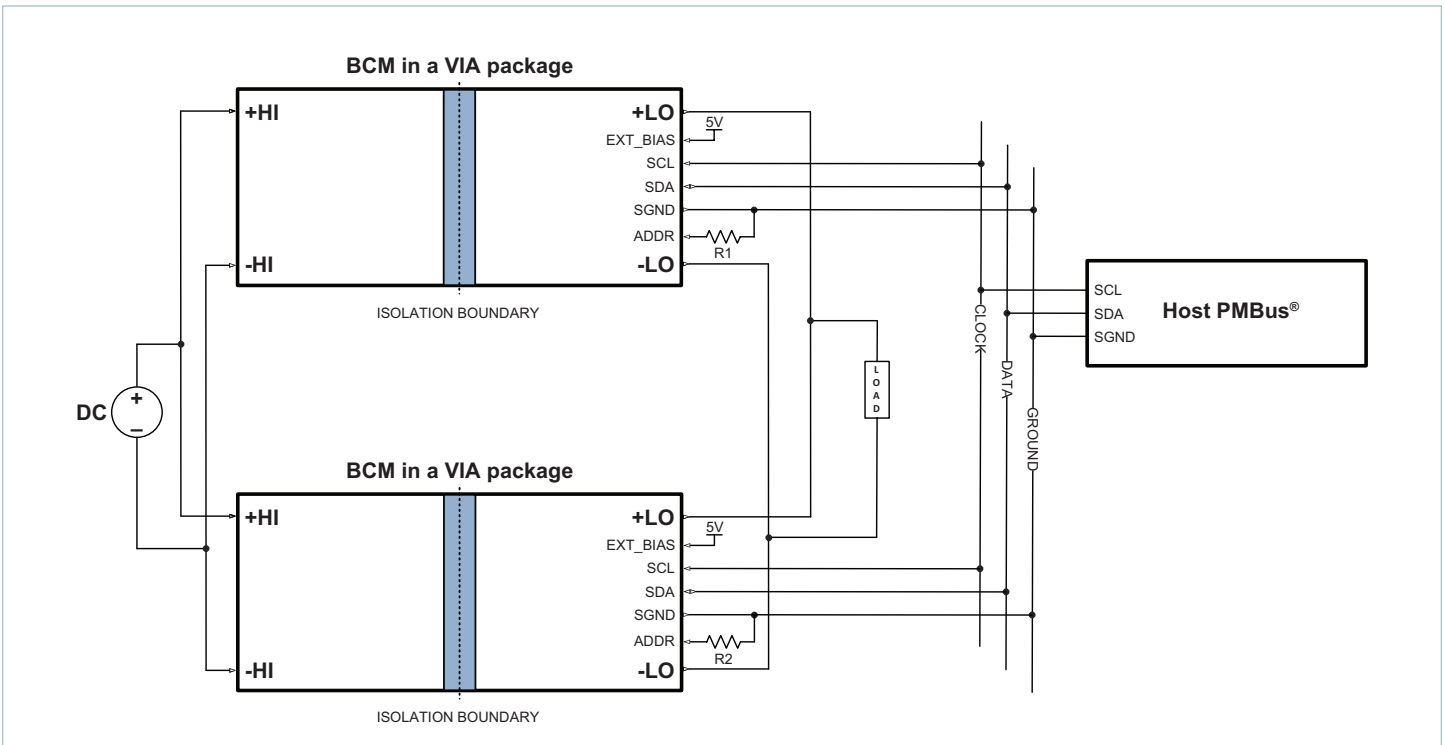 BCM in a VIA package
+HI
-HI
+LO
5V
EXT_BIAS
SCL
SDA
SGND
ADDR
R1
-LO
ISOLATION BOUNDARY
DC
+
–
LOAD
CLOCK
DATA
GROUND
SCL
SDA
SGND
Host PMBus®
BCM in a VIA package
+HI
-HI
+LO
5V
EXT_BIAS
SCL
SDA
SGND
ADDR
R2
-LO
ISOLATION BOUNDARY